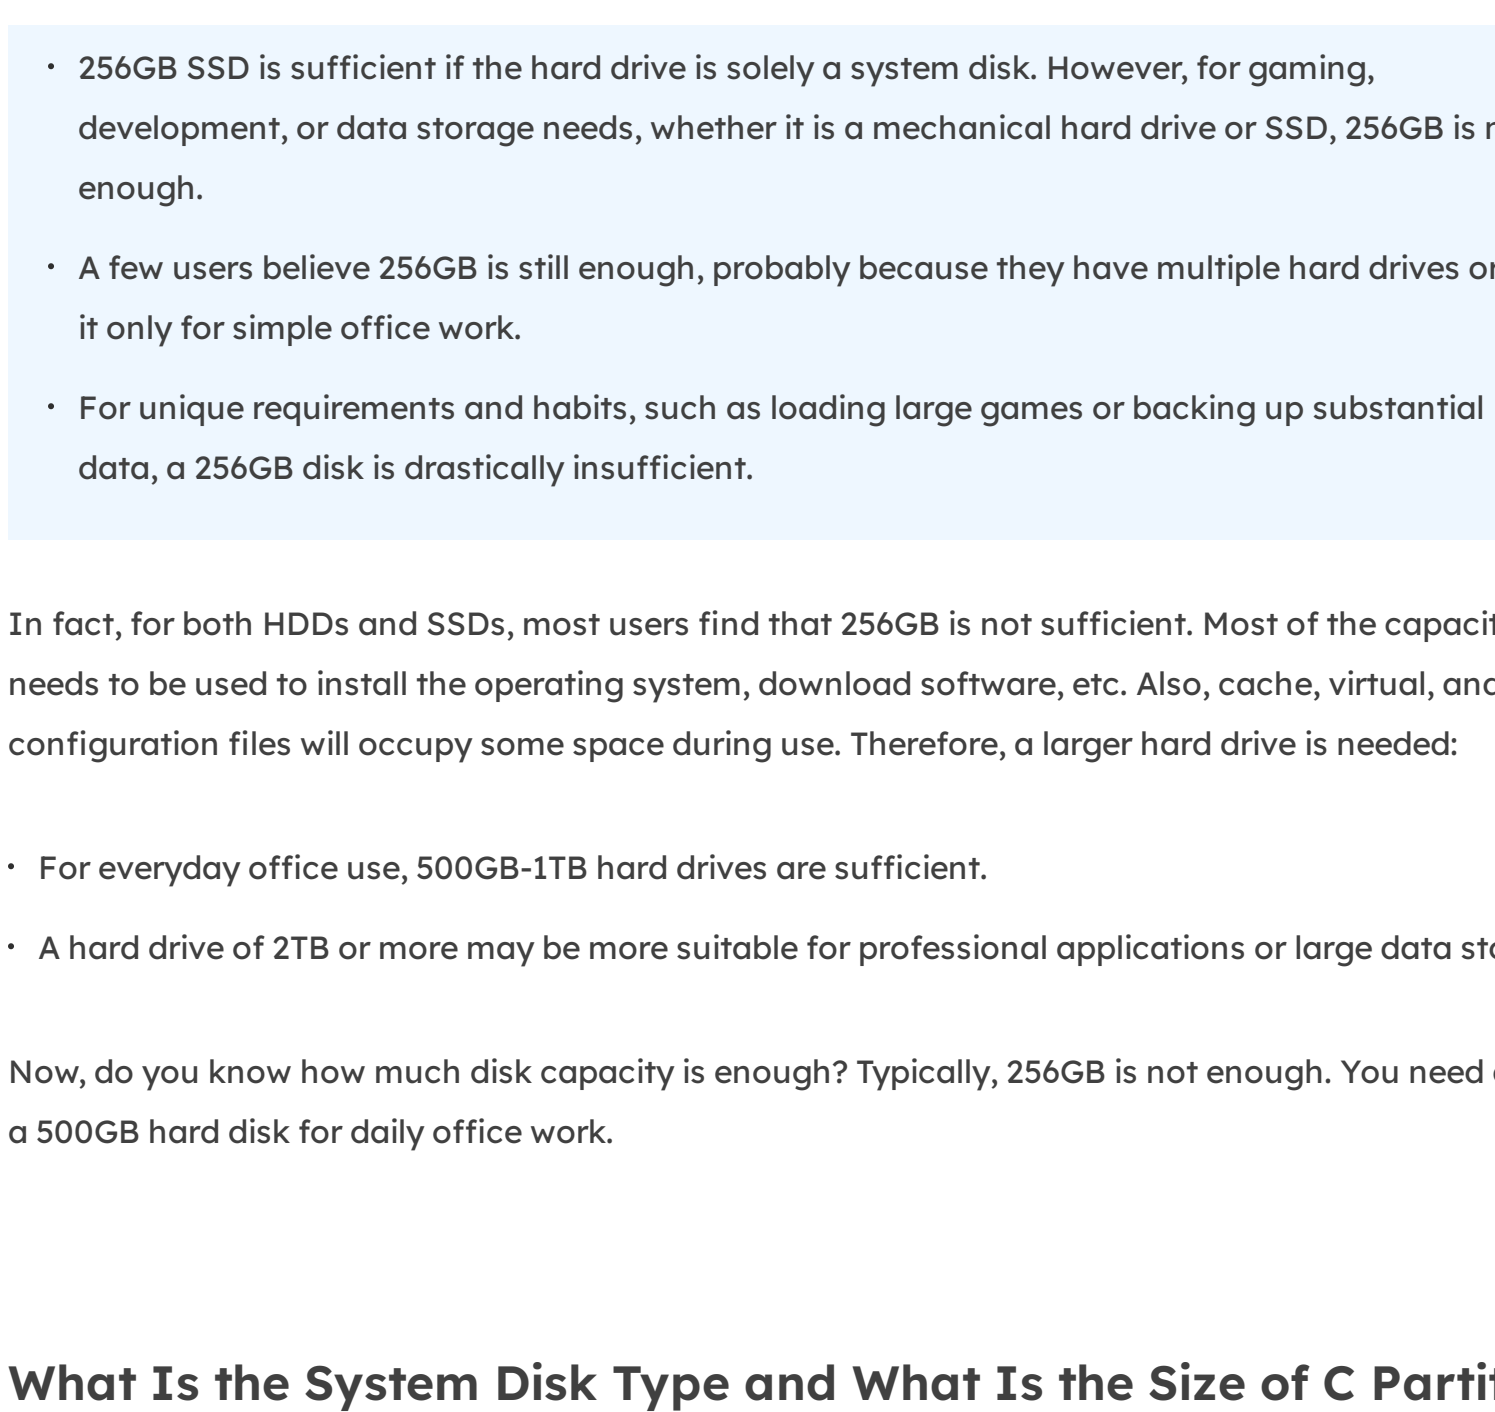 · 256GB SSD is sufficient if the hard drive is solely a system disk. However, for gaming,
development, or data storage needs, whether it is a mechanical hard drive or SSD, 256GB is
enough.
· A few users believe 256GB is still enough, probably because they have multiple hard drives or
it only for simple office work.
· For unique requirements and habits, such as loading large games or backing up substantial
data, a 256GB disk is drastically insufficient.
In fact, for both HDDs and SSDs, most users find that 256GB is not sufficient. Most of the
needs to be used to install the operating system, download software, etc. Also, cache, virtual, and
configuration files will occupy some space during use. Therefore, a larger hard drive is needed:
· For everyday office use, 500GB-1TB hard drives are sufficient.
· A hard drive of 2TB or more may be more suitable for professional applications or large data
Now, do you know how much disk capacity is enough? Typically, 256GB is not enough. You need
a 500GB hard disk for daily office work.
What Is the System Disk Type and What Is the Size of C